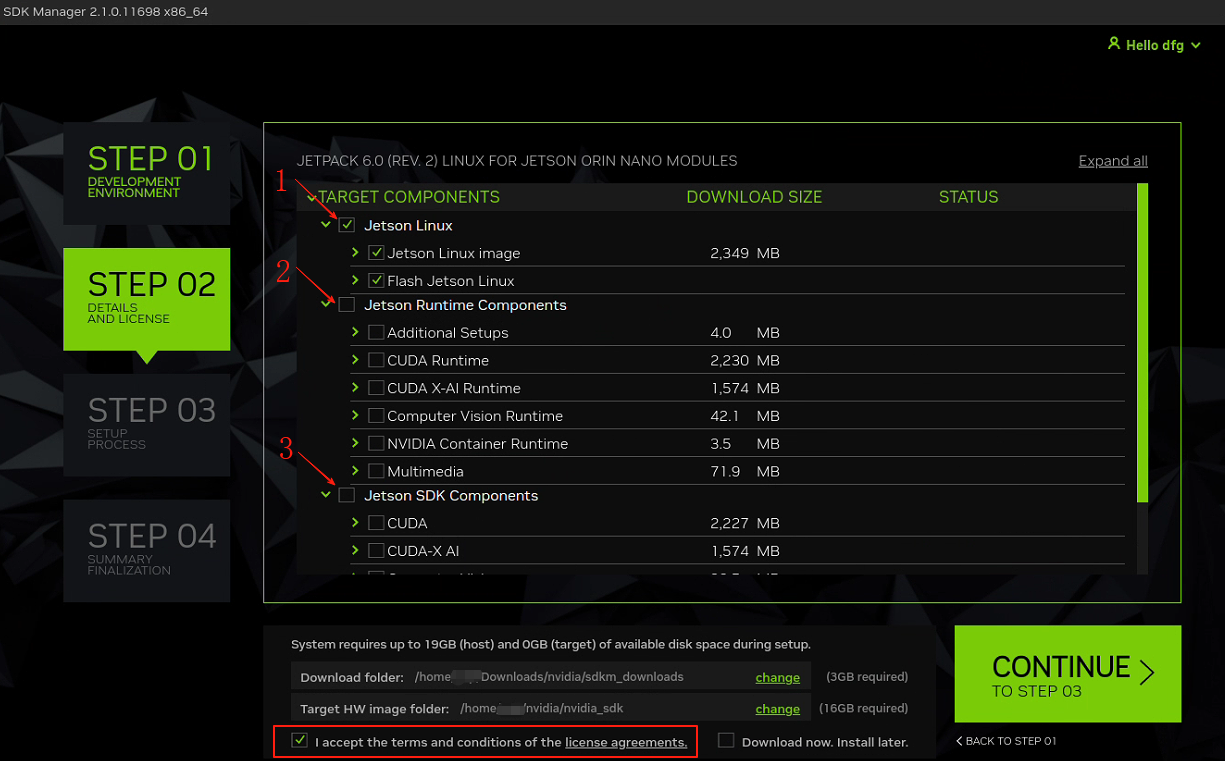 SDK Manager 2.1.0.11698 x86_64
Hello dfg
STEP 01
DEVELOPMENT
ENVIRONMENT
STEP 02
DETAILS
AND LICENSE
STEP 03
SETUP
PROCESS
STEP 04
SUMMARY
FINALIZATION
JETPACK 6.0 (REV. 2) LINUX FOR JETSON ORIN NANO MODULES Expand all
1
TARGET COMPONENTS DOWNLOAD SIZE STATUS
Jetson Linux
Jetson Linux image 2,349 MB
2
Flash Jetson Linux
Jetson Runtime Components
Additional Setups 4.0 MB
CUDA Runtime 2,230 MB
CUDA X-AI Runtime 1,574 MB
Computer Vision Runtime 42.1 MB
NVIDIA Container Runtime 3.5 MB
3
Multimedia 71.9 MB
Jetson SDK Components
CUDA 2,227 MB
CUDA-X AI 1,574 MB
System requires up to 19GB (host) and 0GB (target) of available disk space during setup.
Download folder: /home Downloads/nvidia/sdkm_downloads change (3GB required)
Target HW image folder: /home /nvidia/nvidia_sdk change (16GB required)
I accept the terms and conditions of the license agreements. Download now. Install later.
CONTINUE
TO STEP 03
BACK TO STEP 01